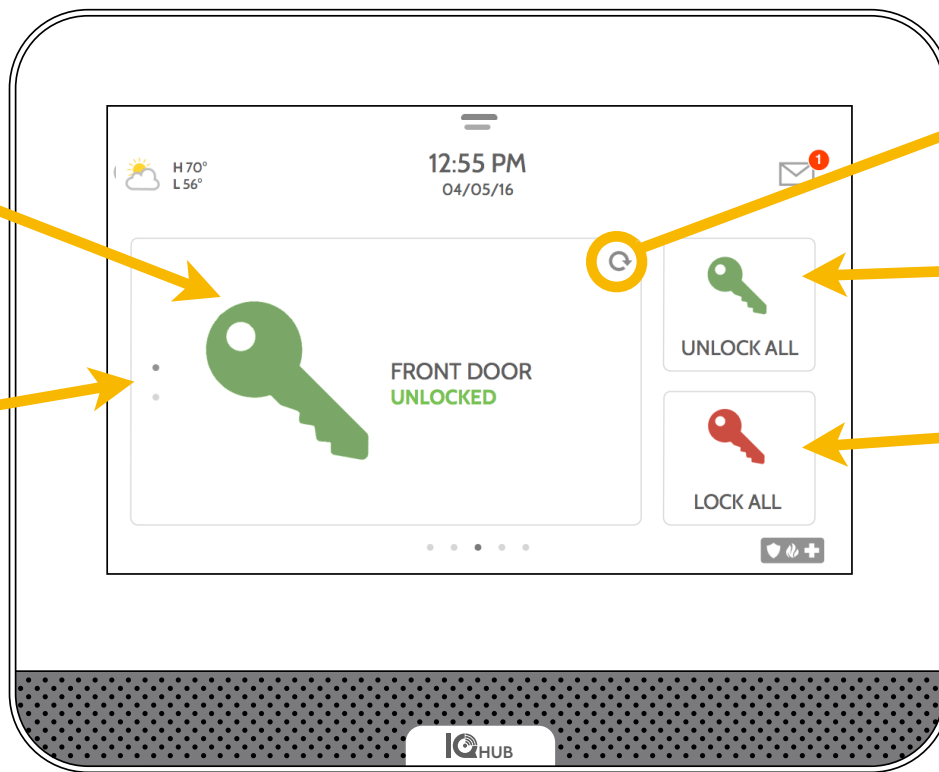 H 70°
L 56°
12:55 PM
04/05/16
1
FRONT DOOR
UNLOCKED
UNLOCK ALL
LOCK ALL
IQ HUB